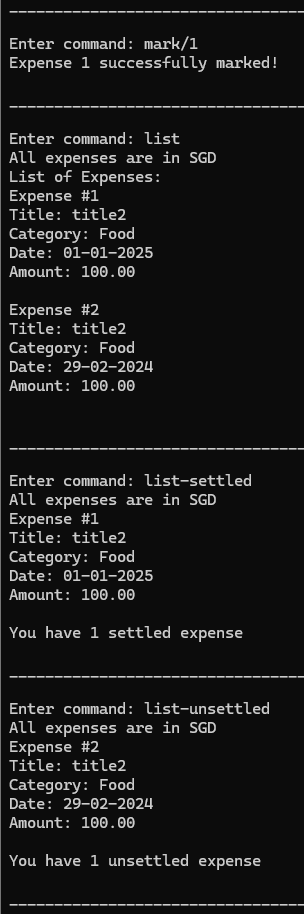 Enter command: mark/1
Expense 1 successfully marked!
Enter command: list
All expenses are in SGD
List of Expenses:
Expense #1
Title: title2
Category: Food
Date: 01-01-2025
Amount: 100.00
Expense #2
Title: title2
Category: Food
Date: 29-02-2024
Amount: 100.00
Enter command: list-settled
All expenses are in SGD
Expense #1
Title: title2
Category: Food
Date: 01-01-2025
Amount: 100.00
You have 1 settled expense
Enter command: list-unsettled
All expenses are in SGD
Expense #2
Title: title2
Category: Food
Date: 29-02-2024
Amount: 100.00
You have 1 unsettled expense